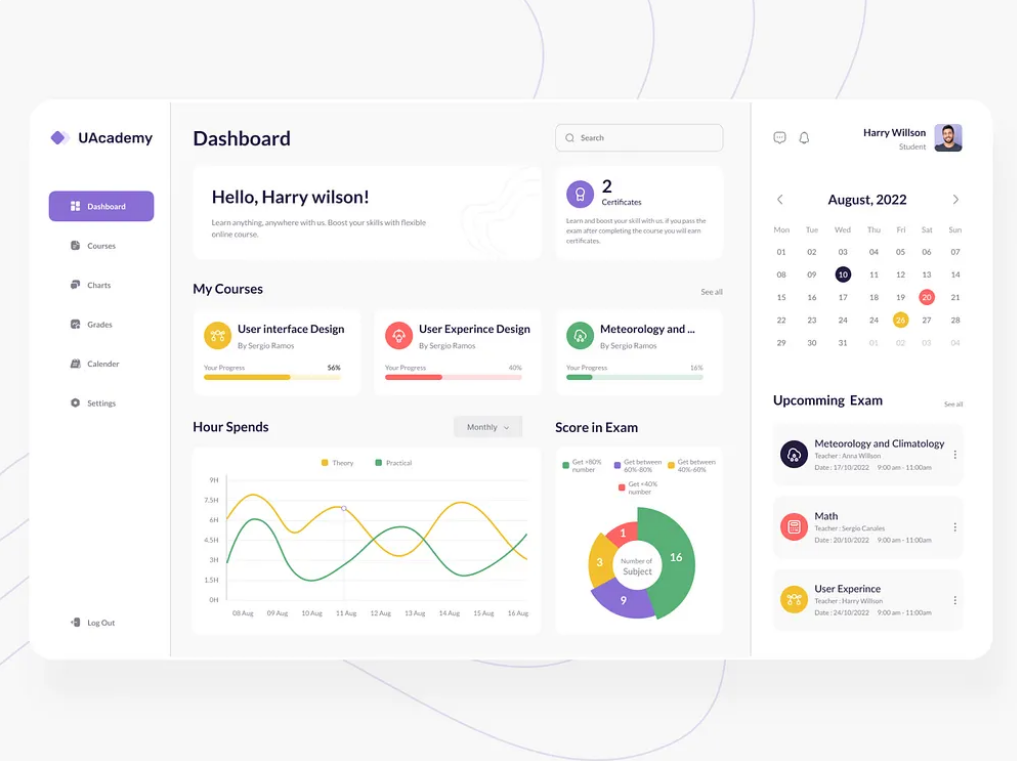 UAcademy
Dashboard
Courses
Charts
Grades
Calender
Settings
Log Out
Dashboard
Search
Hello, Harry wilson!
Learn anything, anywhere with us. Boost your skills with flexible
online course.
2
Certificates
Learn and boost your skill with us. if you pass the
exam after completing the course you will earn
certificates.
My Courses
See all
User interface Design
By Sergio Ramos
Your Progress 56%
User Experince Design
By Sergio Ramos
Your Progress 40%
Meteorology and ...
By Sergio Ramos
Your Progress 16%
Hour Spends
Monthly
Theory Practical
9H
7.5H
6H
4.5H
3H
1.5H
0H
08 Aug 09 Aug 10 Aug 11 Aug 12 Aug 13 Aug 14 Aug 15 Aug 16 Aug
Score in Exam
Get +80%
number
Get between
60%-80%
Get between
40%-60%
Get <40%
number
1
16
3
9
Number of
Subject
Harry Willson
Student
August, 2022
Mon Tue Wed Thu Fri Sat Sun
01 02 03 04 05 06 07
08 09 10 11 12 13 14
15 16 17 18 19 20 21
22 23 24 24 26 27 28
29 30 31 01 02 03 04
Upcomming Exam
See all
Meteorology and Climatology
Teacher : Anna Willson
Date : 17/10/2022 9:00 am - 11:00am
Math
Teacher : Sergio Canales
Date : 20/10/2022 9:00 am - 11:00am
User Experince
Teacher : Harry Willson
Date : 24/10/2022 9:00 am - 11:00am